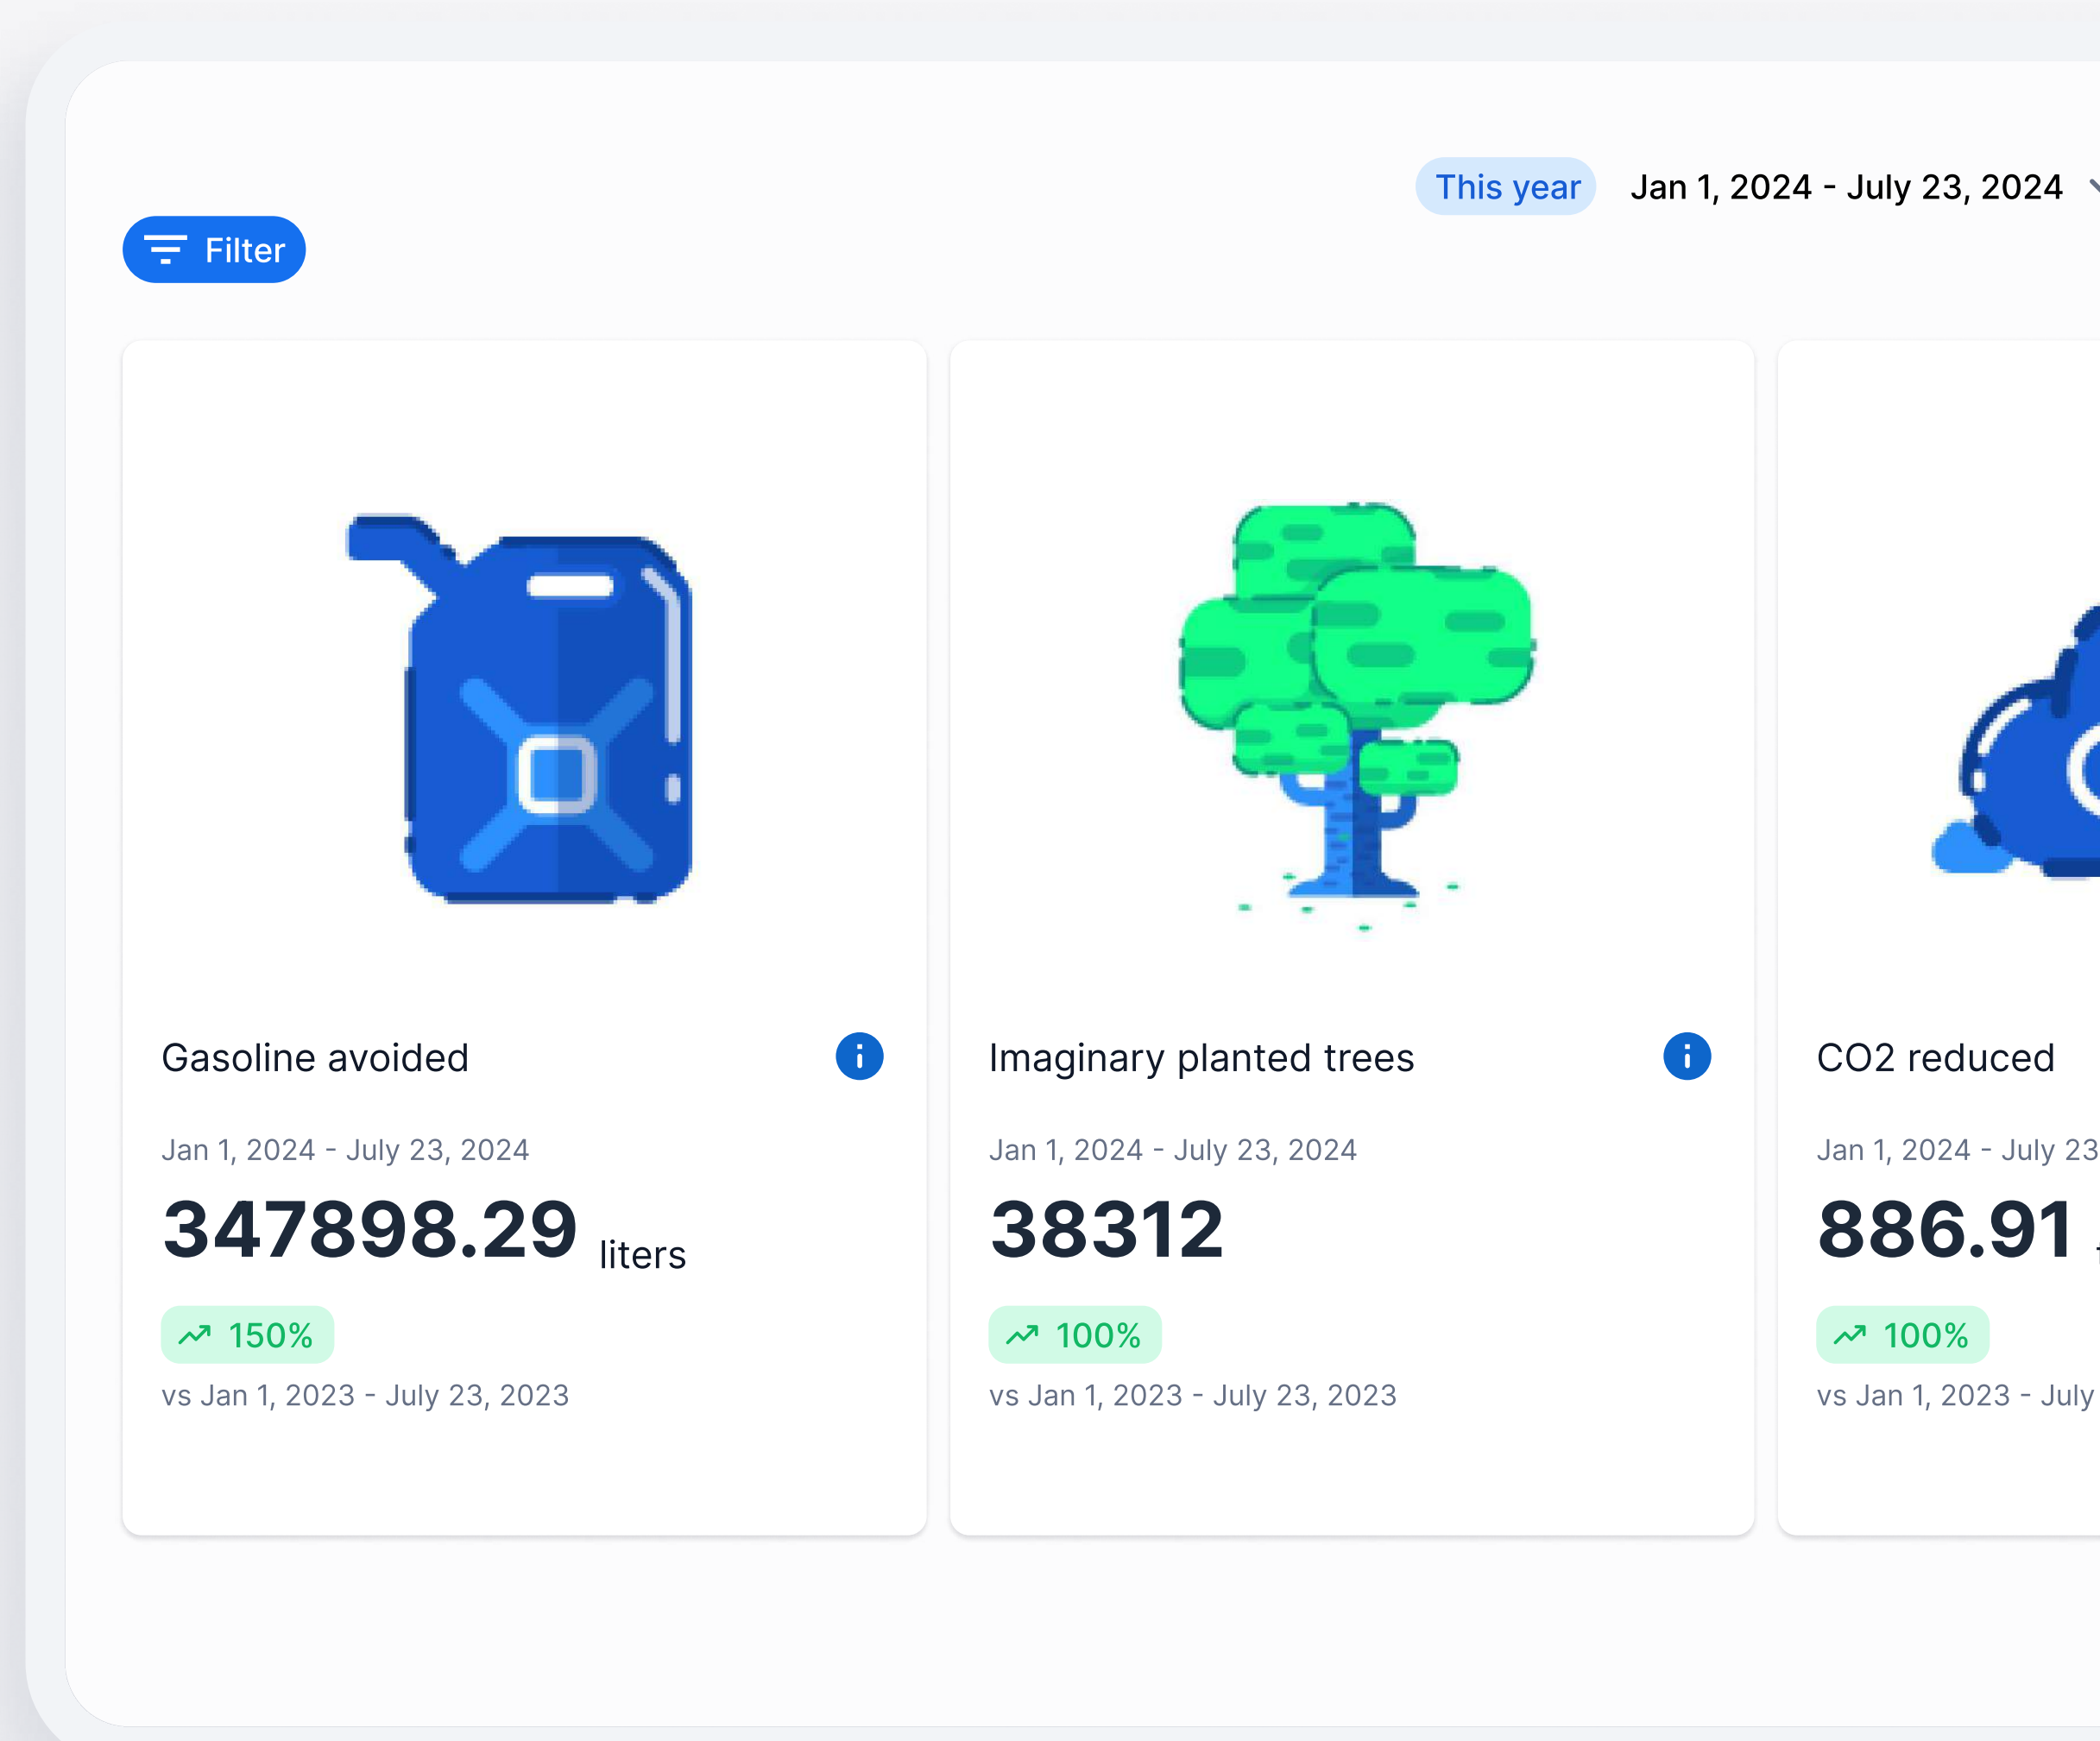 This year Jan 1, 2024 - July 23, 2024
Filter
Gasoline avoided
Jan 1, 2024 - July 23, 2024
347898.29 liters
150%
vs Jan 1, 2023 - July 23, 2023
Imaginary planted trees
Jan 1, 2024 - July 23, 2024
38312
100%
vs Jan 1, 2023 - July 23, 2023
CO2 reduced
Jan 1, 2024 - July 23
886.91
100%
vs Jan 1, 2023 - July